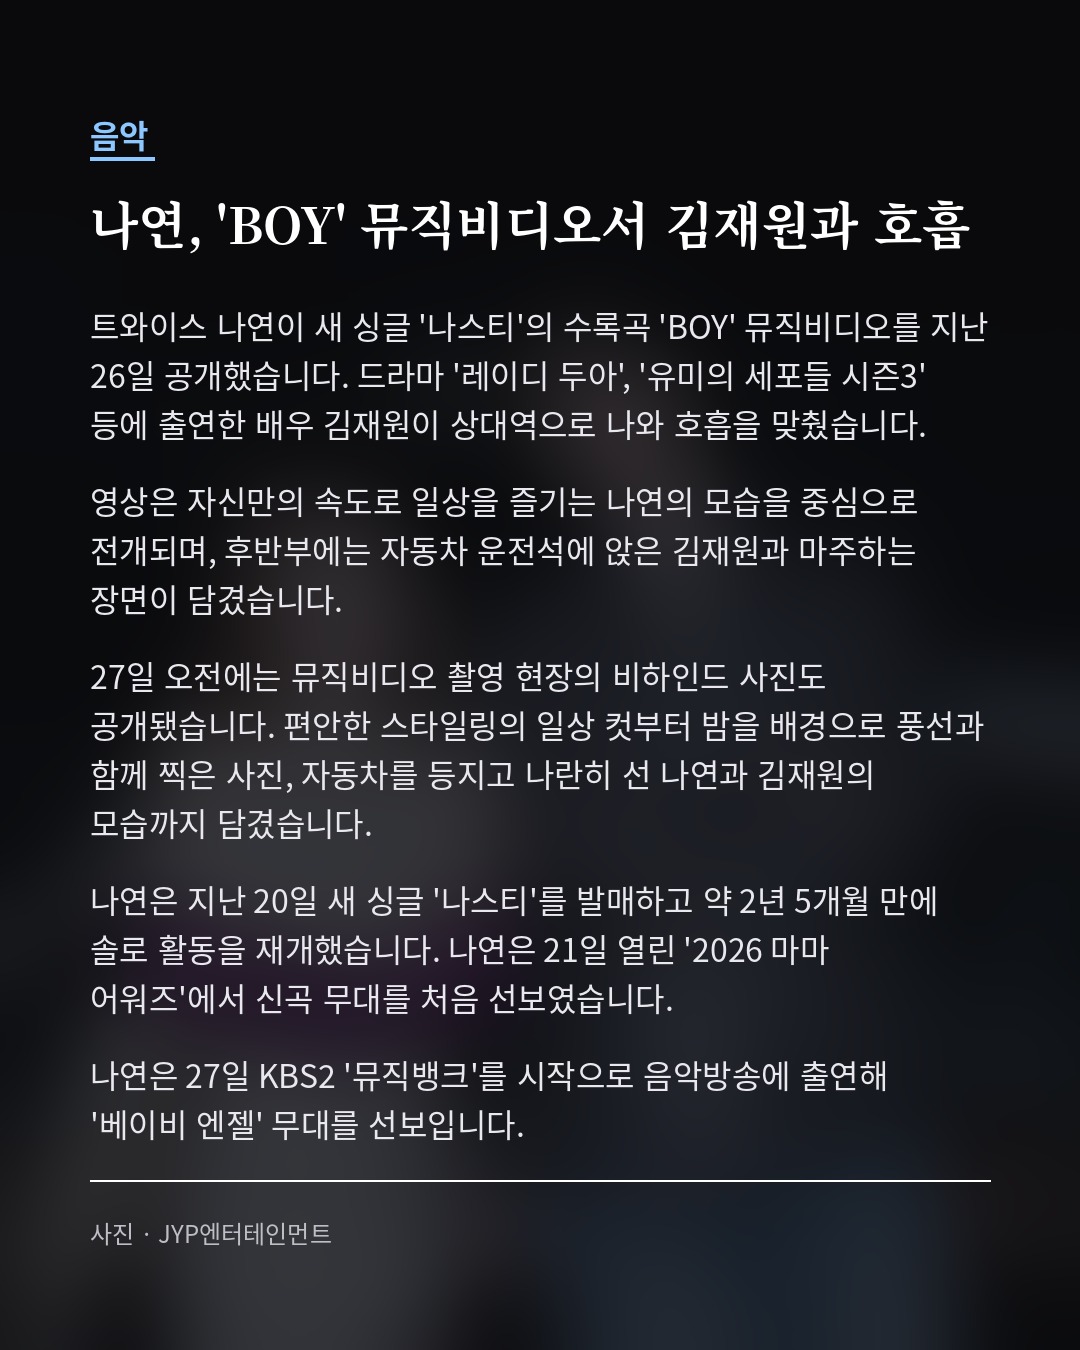 음악
나연, 'BOY' 뮤직비디오서 김재원과 호흡
트와이스 나연이 새 싱글 '나스티'의 수록곡 'BOY' 뮤직비디오를 지난
26일 공개했습니다. 드라마 '레이디 두아', '유미의 세포들 시즌3'
등에 출연한 배우 김재원이 상대역으로 나와 호흡을 맞췄습니다.
영상은 자신만의 속도로 일상을 즐기는 나연의 모습을 중심으로
전개되며, 후반부에는 자동차 운전석에 앉은 김재원과 마주하는
장면이 담겼습니다.
27일 오전에는 뮤직비디오 촬영 현장의 비하인드 사진도
공개됐습니다. 편안한 스타일링의 일상 컷부터 밤을 배경으로 풍선과
함께 찍은 사진, 자동차를 등지고 나란히 선 나연과 김재원의
모습까지 담겼습니다.
나연은 지난 20일 새 싱글 '나스티'를 발매하고 약 2년 5개월 만에
솔로 활동을 재개했습니다. 나연은 21일 열린 '2026 마마
어워즈'에서 신곡 무대를 처음 선보였습니다.
나연은 27일 KBS2 '뮤직뱅크'를 시작으로 음악방송에 출연해
'베이비 엔젤' 무대를 선보입니다.
사진 · JYP엔터테인먼트